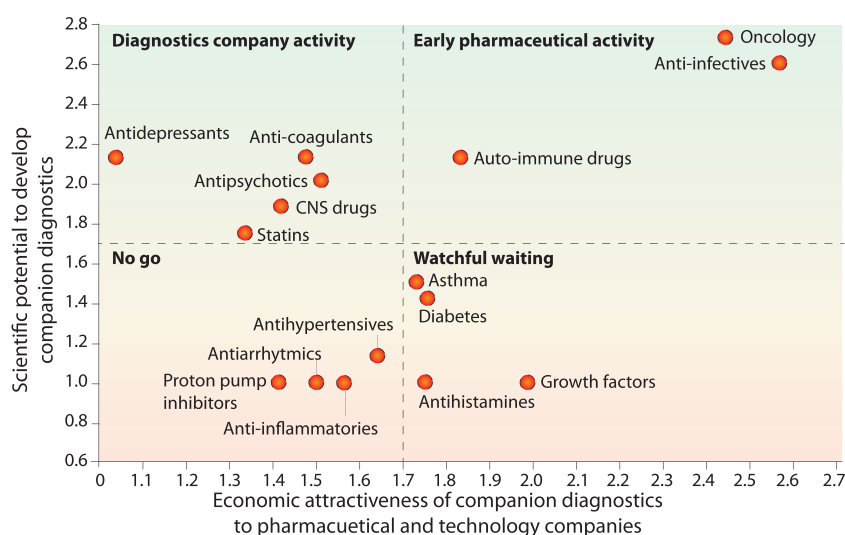 2.8
2.6
2.4
2.2
2.0
1.8
1.6
1.4
1.2
1.0
0.8
0.6
Scientific potential to develop
companion diagnostics
Diagnostics company activity
Early pharmaceutical activity
Oncology
Anti-infectives
Antidepressants
Anti-coagulants
Auto-immune drugs
Antipsychotics
CNS drugs
Statins
No go
Watchful waiting
Asthma
Diabetes
Antihypertensives
Antiarrhytmics
Proton pump
inhibitors
Growth factors
Antihistamines
Anti-inflammatories
0 1.1 1.2 1.3 1.4 1.5 1.6 1.7 1.8 1.9 2.0 2.1 2.2 2.3 2.4 2.5 2.6 2.7
Economic attractiveness of companion diagnostics
to pharmacuetical and technology companies